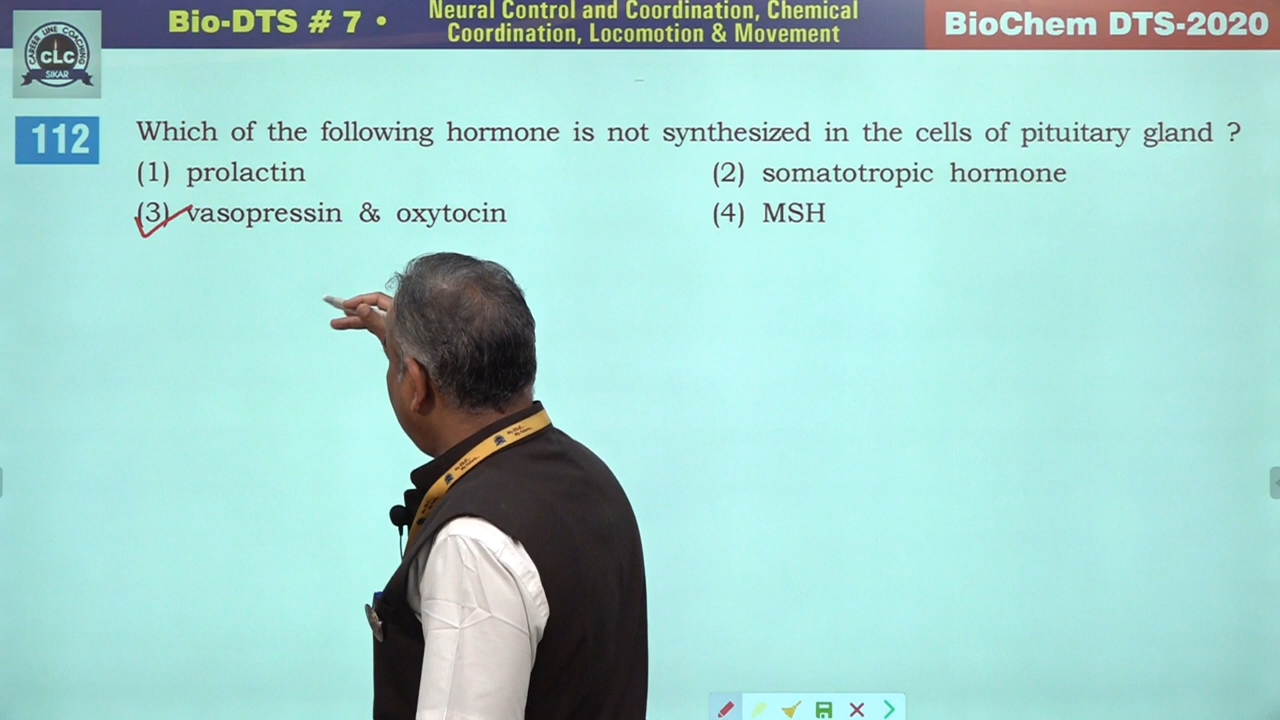 Bio-DTS # 7 •
Neural Control and Coordination, Chemical
Coordination, Locomotion & Movement
BioChem DTS-2020
CAREER LINE COACHING
CLC
SIKAR
112
Which of the following hormone is not synthesized in the cells of pituitary gland ?
(1) prolactin
(2) somatotropic hormone
(3) vasopressin & oxytocin
(4) MSH